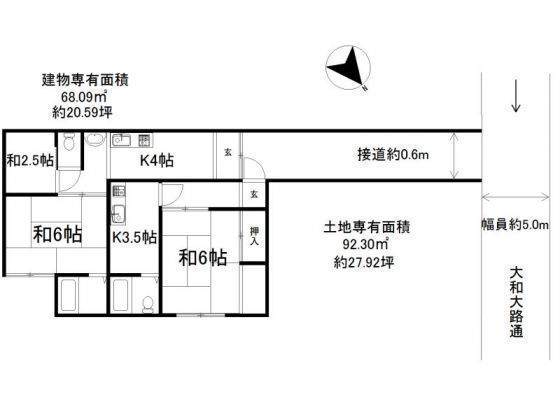 建物専有面積
68.09㎡
約20.59坪
N
和2.5帖
K4帖
玄
接道約0.6m
玄
和6帖
K3.5帖
和6帖
押入
土地専有面積
92.30㎡
約27.92坪
幅員約5.0m
大和大路通